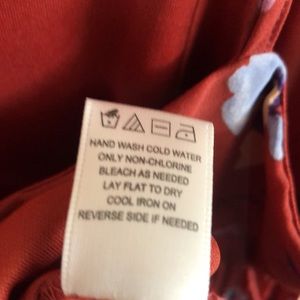 HAND WASH COLD WATER
ONLY NON-CHLORINE
BLEACH AS NEEDED
LAY FLAT TO DRY
COOL IRON ON
REVERSE SIDE IF NEEDED